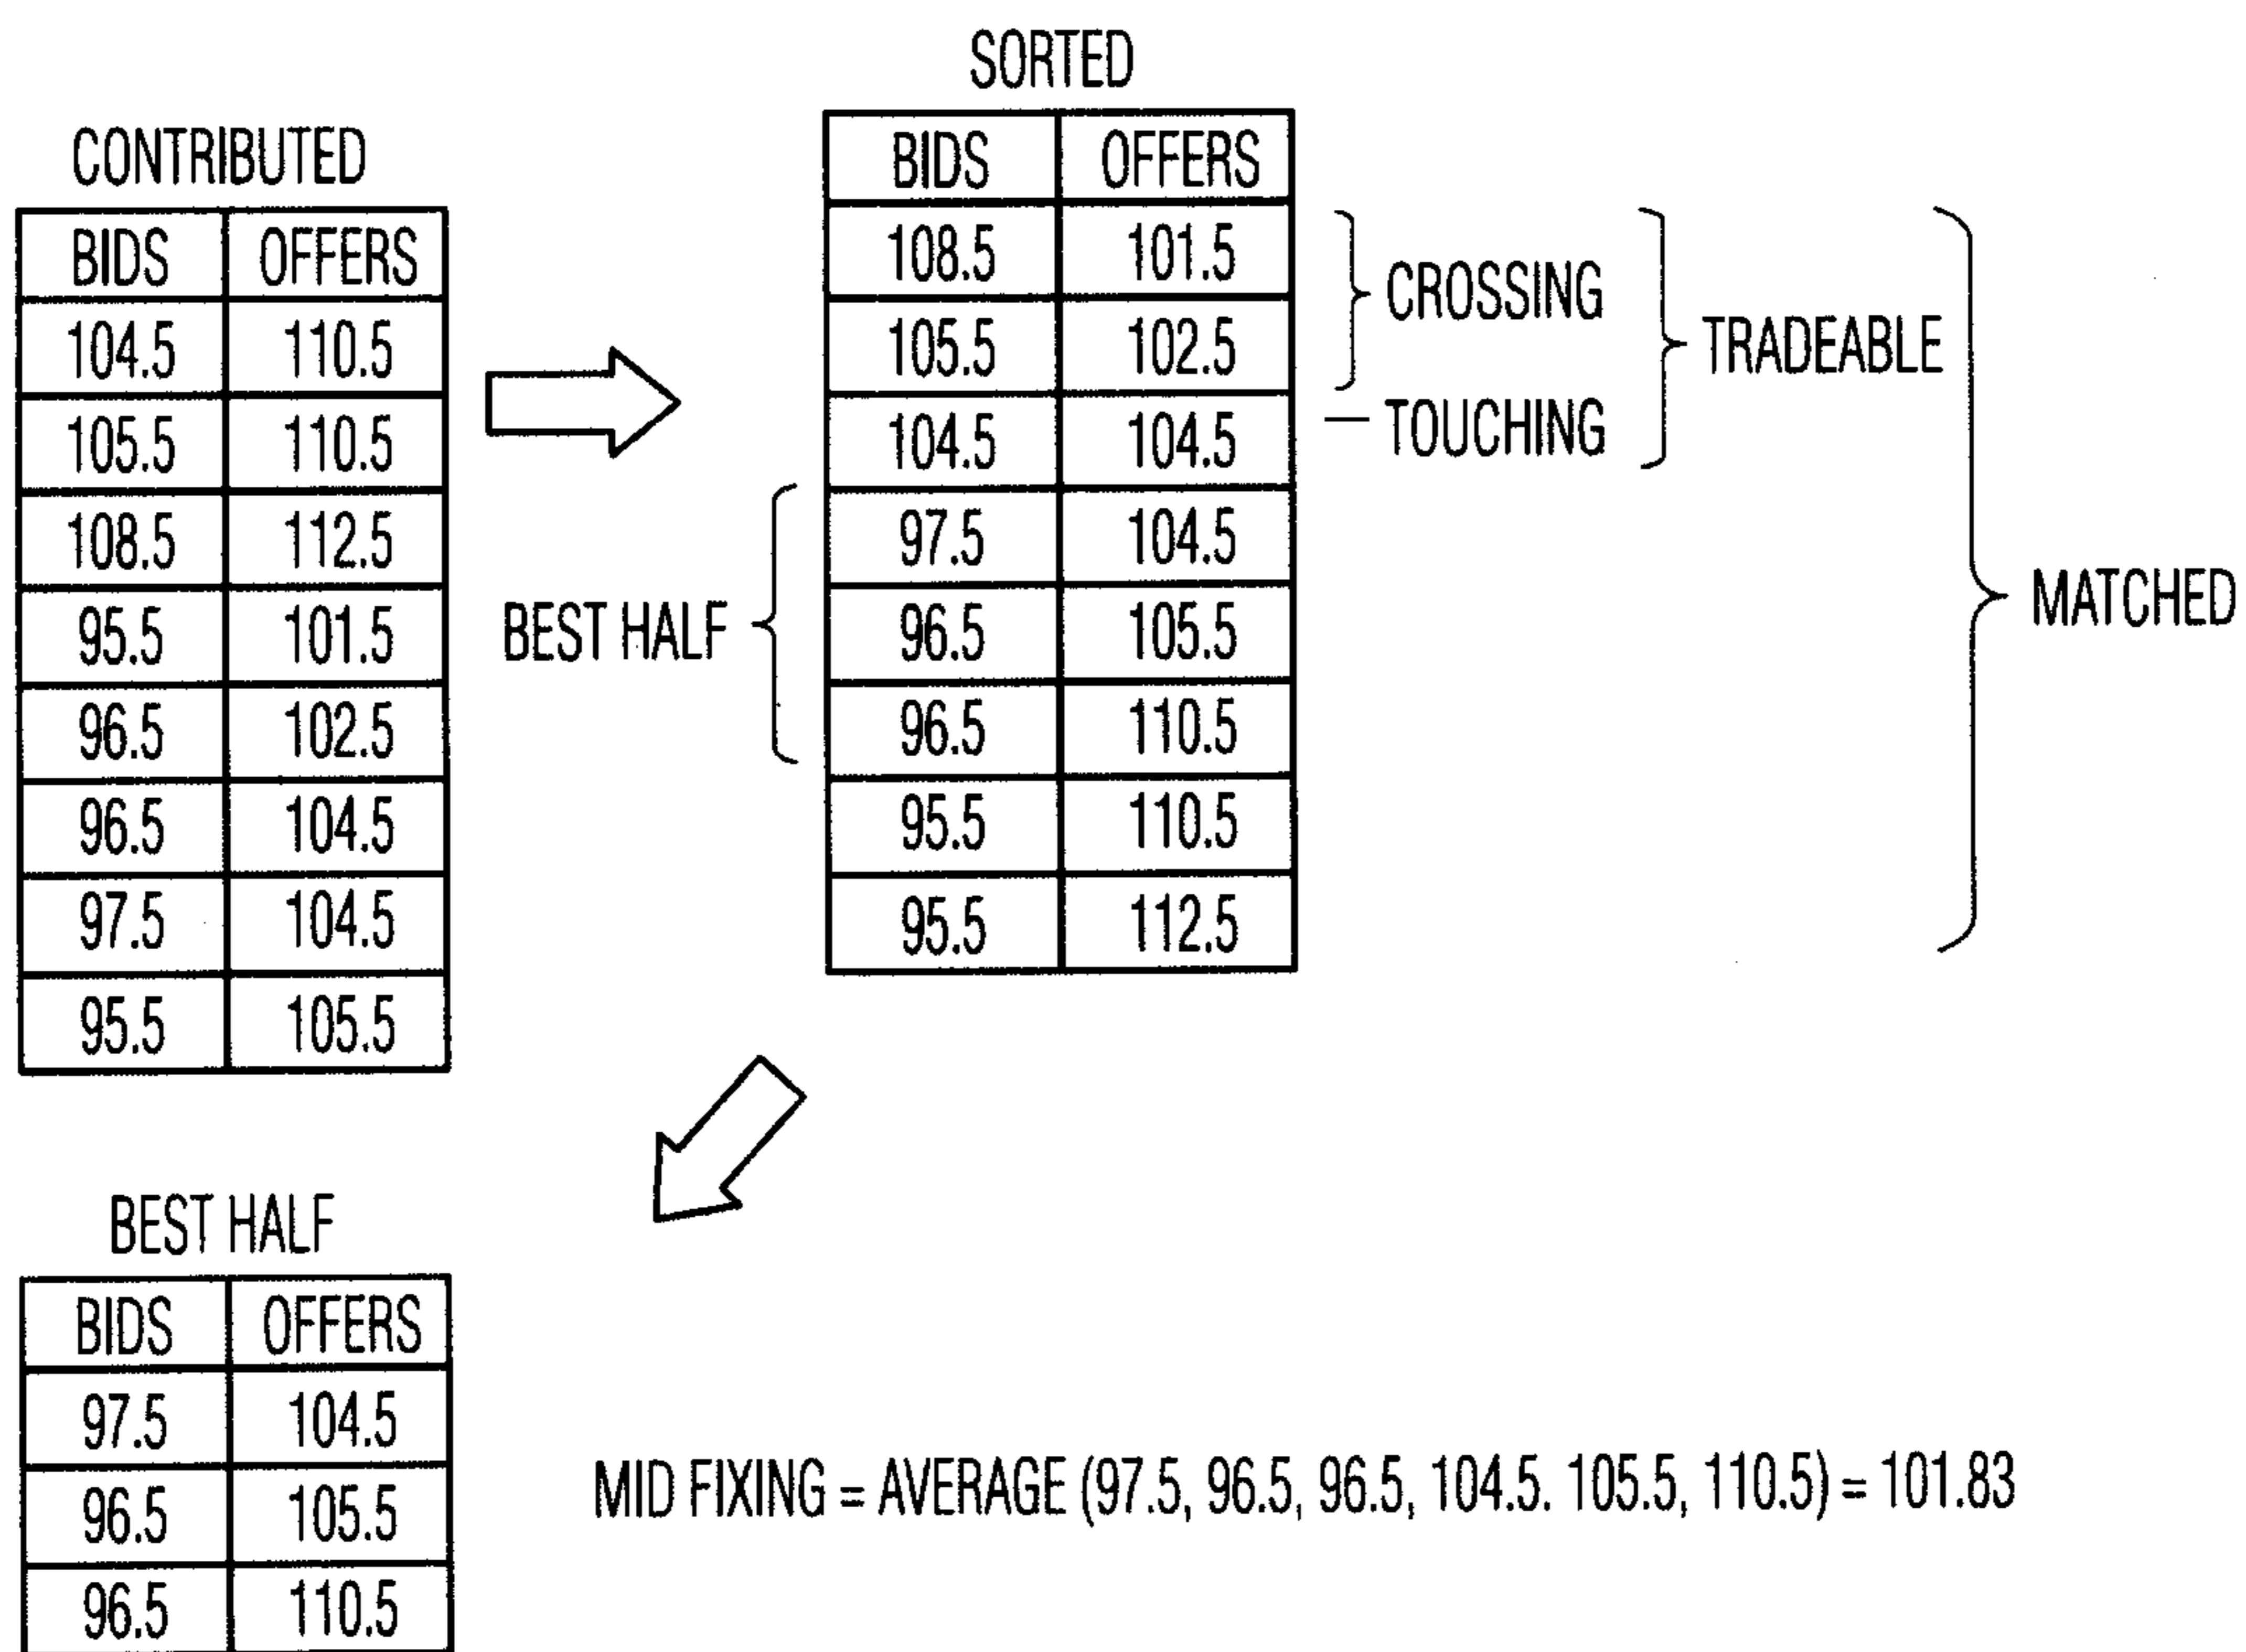 CONTRIBUTED
BIDS OFFERS
104.5 110.5
105.5 110.5
108.5 112.5
95.5 101.5
96.5 102.5
96.5 104.5
97.5 104.5
95.5 105.5
SORTED
BIDS OFFERS
108.5 101.5
105.5 102.5
104.5 104.5
97.5 104.5
96.5 105.5
96.5 110.5
95.5 110.5
95.5 112.5
CROSSING
TOUCHING
TRADEABLE
MATCHED
BEST HALF
BEST HALF
BIDS OFFERS
97.5 104.5
96.5 105.5
96.5 110.5
MID FIXING = AVERAGE (97.5, 96.5, 96.5, 104.5. 105.5, 110.5) = 101.83